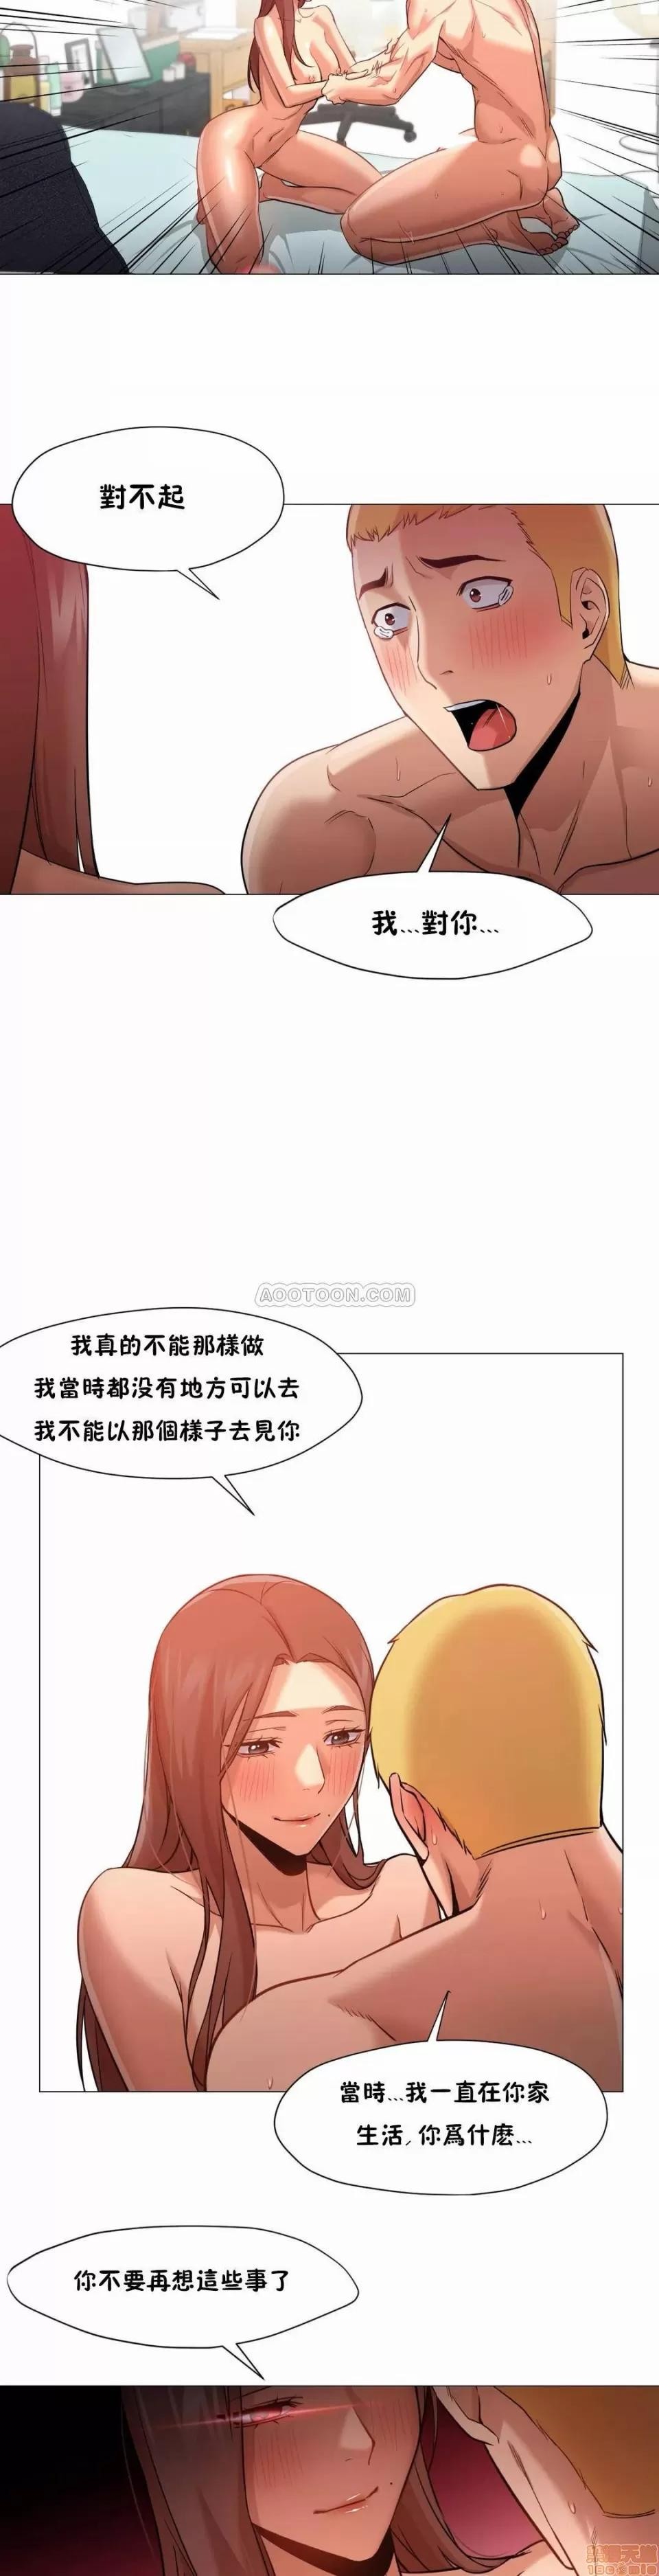 對不起
我...對你...
AOOTOON.COM
我真的不能那樣做
我當時都没有地方可以去
我不能以那個樣子去見你
當時...我一直在你家
生活,你爲什麽...
你不要再想這些事了